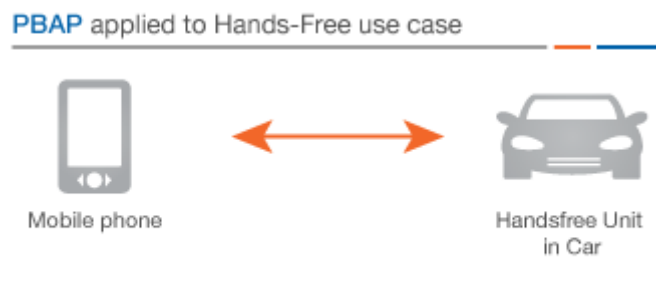 PBAP applied to Hands-Free use case
Mobile phone
Handsfree Unit
in Car